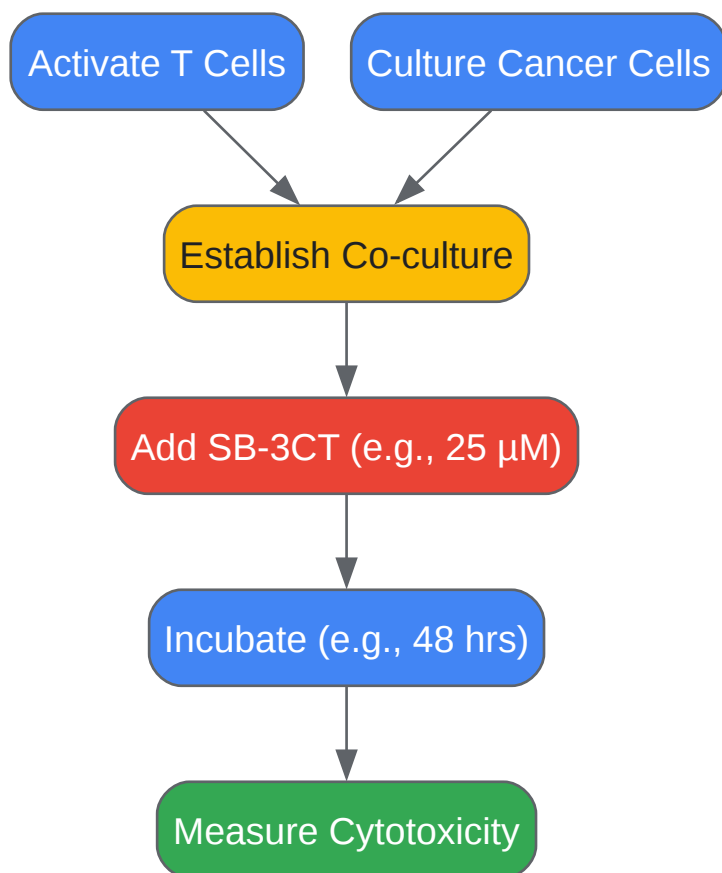 Activate T Cells
Culture Cancer Cells
Establish Co-culture
Add SB-3CT (e.g., 25 µM)
Incubate (e.g., 48 hrs)
Measure Cytotoxicity